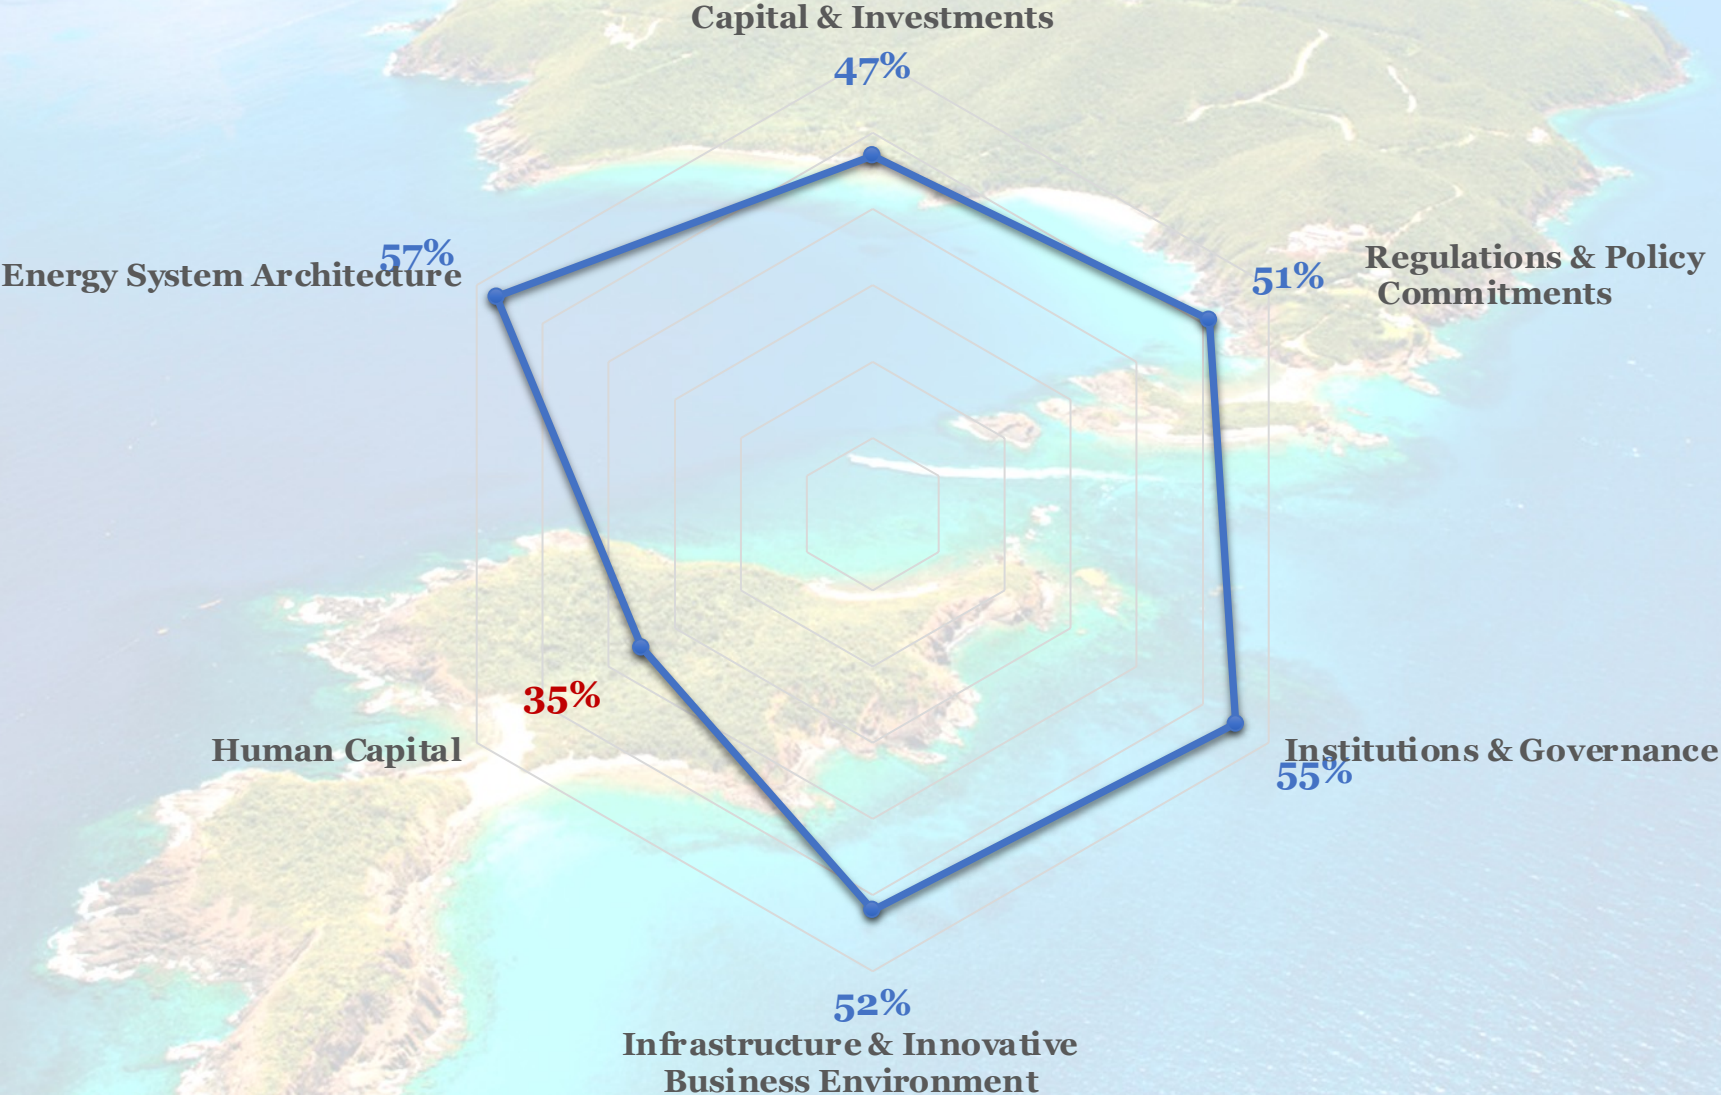 Capital & Investments
47%
57%
Energy System Architecture
51%
Regulations & Policy
Commitments
35%
Human Capital
Institutions & Governance
55%
52%
Infrastructure & Innovative
Business Environment